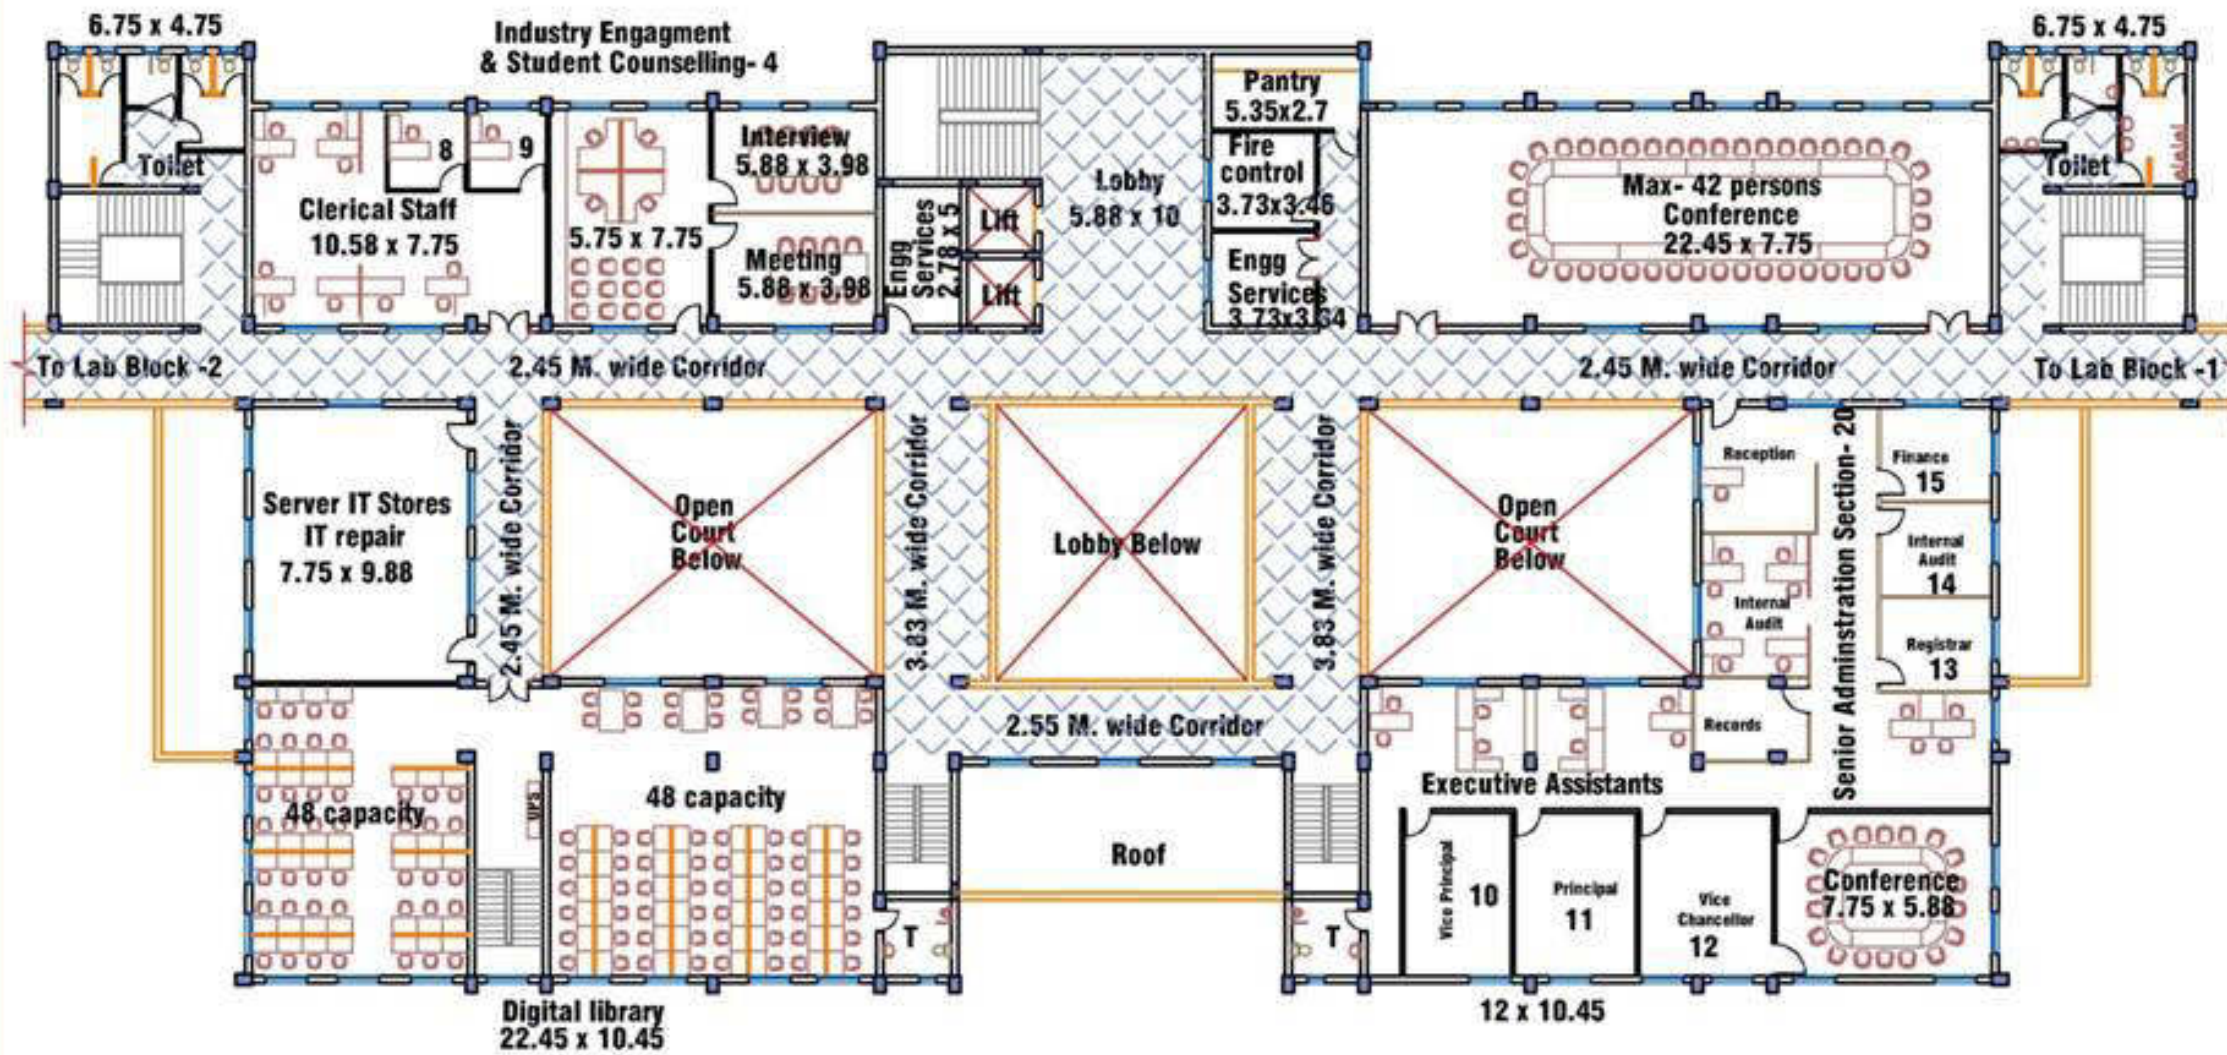 6.75 x 4.75
Industry Engagment
& Student Counselling- 4
6.75 x 4.75
Toilet
Clerical Staff
10.58 x 7.75
8
9
5.75 x 7.75
Interview
5.88 x 3.98
Meeting
5.88 x 3.98
Engg
Services
2.78 x 5
Lift
Lift
Lobby
5.88 x 10
Pantry
5.35x2.7
Fire
control
3.73x3.46
Engg
Services
3.73x3.64
Max- 42 persons
Conference
22.45 x 7.75
Toilet
To Lab Block -2
2.45 M. wide Corridor
2.45 M. wide Corridor
To Lab Block -1
Server IT Stores
IT repair
7.75 x 9.88
2.45 M. wide Corridor
Open
Court
Below
3.83 M. wide Corridor
Lobby Below
3.83 M. wide Corridor
Open
Court
Below
Reception
Internal
Audit
Records
Senior Adminstration Section- 20
Finance
15
Internal
Audit
14
Registrar
13
2.55 M. wide Corridor
Executive Assistants
48 capacity
UPS
48 capacity
Roof
T
T
Vice Principal
10
Principal
11
Vice
Chancellor
12
Conference
7.75 x 5.88
Digital library
22.45 x 10.45
12 x 10.45